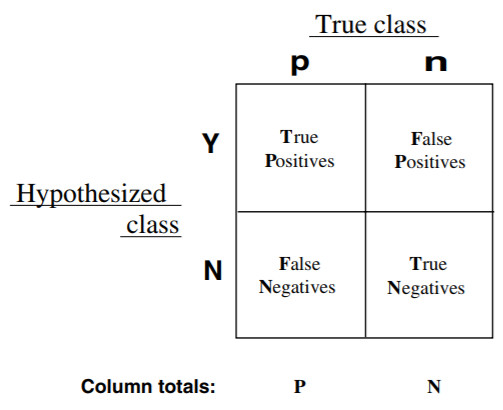 True class
p n
Y
True False
Positives Positives
Hypothesized
class
N
False True
Negatives Negatives
Column totals: P N